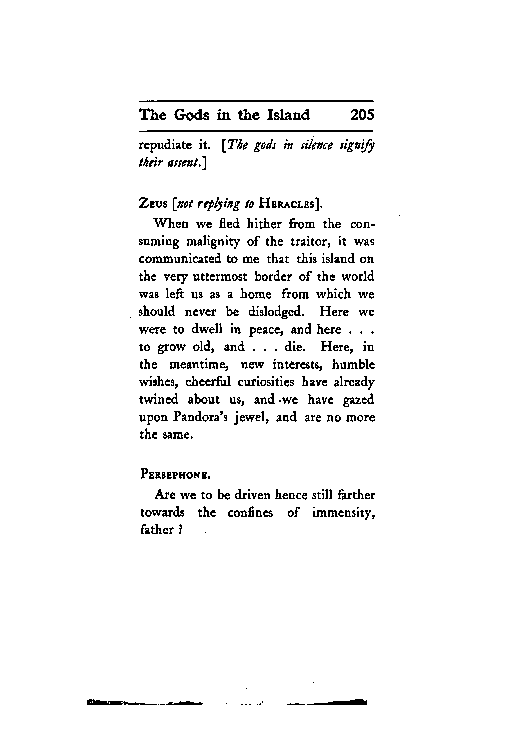 The Gods in the Island 205
repudiate it. [The gods in silence signify
their assent.]
Zeus [not replying to Heracles].
When we fled hither from the con-
suming malignity of the traitor, it was
communicated to me that this island on
the very uttermost border of the world
was left us as a home from which we
should never be dislodged. Here we
were to dwell in peace, and here . . .
to grow old, and . . . die. Here, in
the meantime, new interests, humble
wishes, cheerful curiosities have already
twined about us, and we have gazed
upon Pandora's jewel, and are no more
the same.
Persephone.
Are we to be driven hence still farther
towards the confines of immensity,
father?